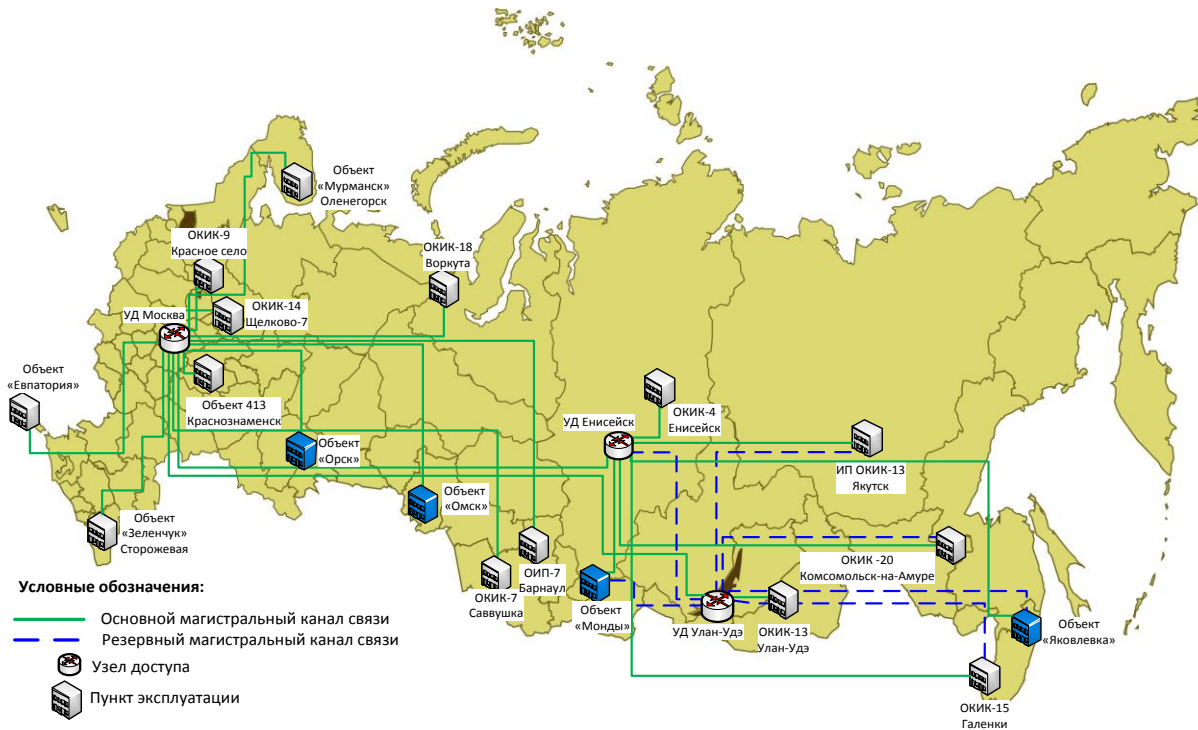 Объект
«Мурманск»
Оленегорск
ОКИК-9
Красное село
ОКИК-18
Воркута
УД Москва
ОКИК-14
Щелково-7
Объект
«Евпатория»
Объект 413
Краснознаменск
ОКИК-4
Енисейск
УД Енисейск
Объект
«Орск»
ИП ОКИК-13
Якутск
Объект
«Омск»
Объект
«Зеленчук»
Сторожевая
ОКИК -20
Комсомольск-на-Амуре
ОИП-7
Барнаул
ОКИК-7
Саввушка
Объект
«Монды»
УД Улан-Удэ
ОКИК-13
Улан-Удэ
Объект
«Яковлевка»
ОКИК-15
Галенки
Условные обозначения:
Основной магистральный канал связи
Резервный магистральный канал связи
Узел доступа
Пункт эксплуатации